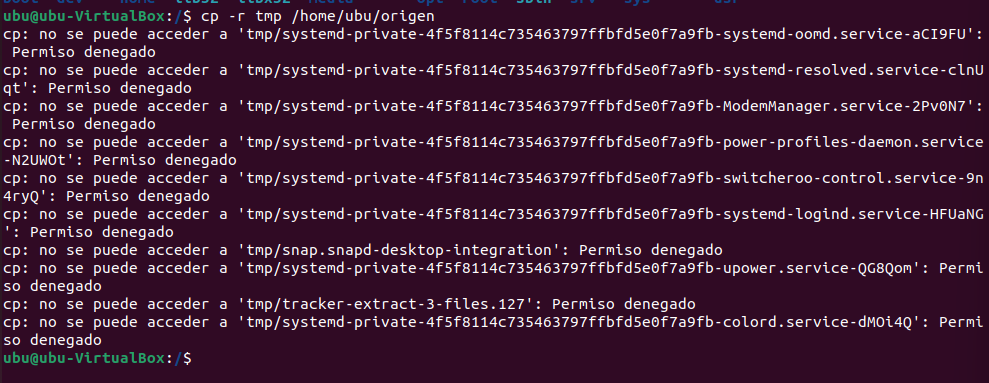 ubu@ubu-VirtualBox:/$ cp -r tmp /home/ubu/origen
cp: no se puede acceder a 'tmp/systemd-private-4f5f8114c735463797ffbfd5e0f7a9fb-systemd-oomd.service-aCI9FU':
 Permiso denegado
cp: no se puede acceder a 'tmp/systemd-private-4f5f8114c735463797ffbfd5e0f7a9fb-systemd-resolved.service-clnU
qt': Permiso denegado
cp: no se puede acceder a 'tmp/systemd-private-4f5f8114c735463797ffbfd5e0f7a9fb-ModemManager.service-2Pv0N7':
 Permiso denegado
cp: no se puede acceder a 'tmp/systemd-private-4f5f8114c735463797ffbfd5e0f7a9fb-power-profiles-daemon.service
-N2UWOt': Permiso denegado
cp: no se puede acceder a 'tmp/systemd-private-4f5f8114c735463797ffbfd5e0f7a9fb-switcheroo-control.service-9n
4ryQ': Permiso denegado
cp: no se puede acceder a 'tmp/systemd-private-4f5f8114c735463797ffbfd5e0f7a9fb-systemd-logind.service-HFUaNG
': Permiso denegado
cp: no se puede acceder a 'tmp/snap.snapd-desktop-integration': Permiso denegado
cp: no se puede acceder a 'tmp/systemd-private-4f5f8114c735463797ffbfd5e0f7a9fb-upower.service-QG8Qom': Permi
so denegado
cp: no se puede acceder a 'tmp/tracker-extract-3-files.127': Permiso denegado
cp: no se puede acceder a 'tmp/systemd-private-4f5f8114c735463797ffbfd5e0f7a9fb-colord.service-dMOi4Q': Permi
so denegado
ubu@ubu-VirtualBox:/$